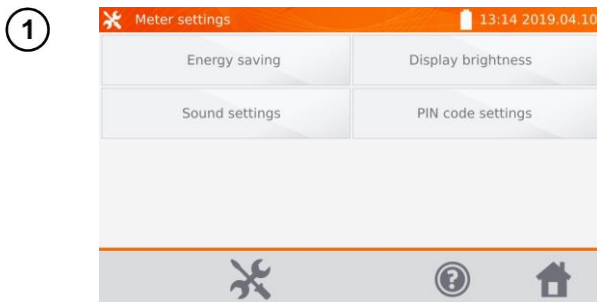 1
Meter settings 13:14 2019.04.10
Energy saving Display brightness
Sound settings PIN code settings
?